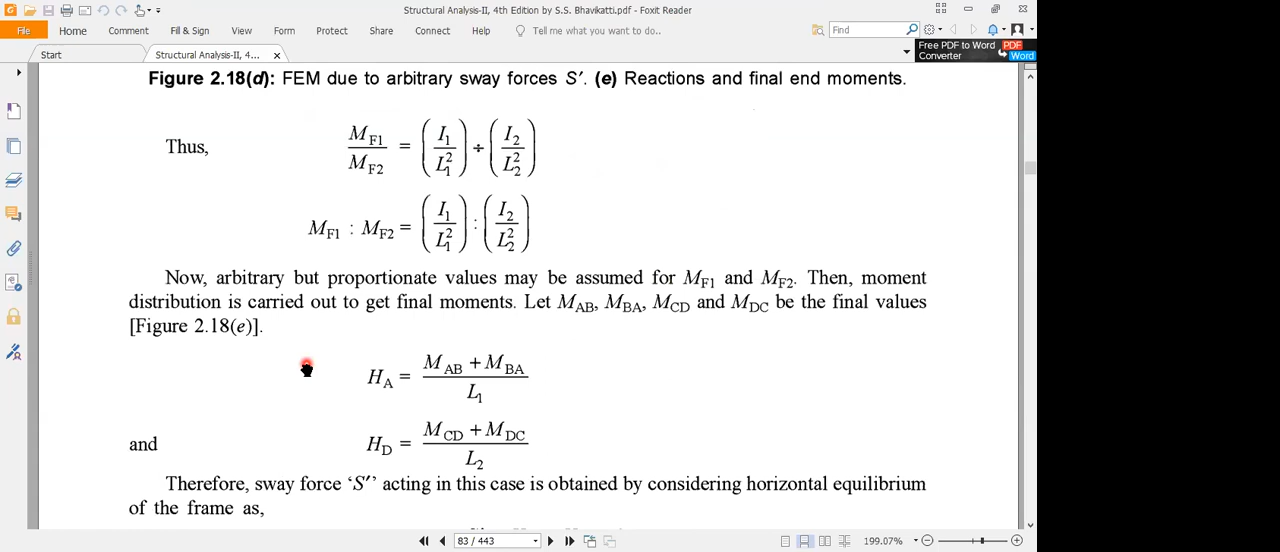 Structural Analysis-II, 4th Edition by S.S. Bhavikatti.pdf - Foxit Reader
File Home Comment Fill & Sign View Form Protect Share Connect Help Tell me what you want to do.. Find
Start Structural Analysis-II, 4... ×
Free PDF to Word Converter PDF Word
Figure 2.18(d): FEM due to arbitrary sway forces S′. (e) Reactions and final end moments.
Thus, M_F1 / M_F2 = (I_1 / L_1^2) ÷ (I_2 / L_2^2)
M_F1 : M_F2 = (I_1 / L_1^2) : (I_2 / L_2^2)
Now, arbitrary but proportionate values may be assumed for M_F1 and M_F2. Then, moment
distribution is carried out to get final moments. Let M_AB, M_BA, M_CD and M_DC be the final values
[Figure 2.18(e)].
H_A = (M_AB + M_BA) / L_1
and H_D = (M_CD + M_DC) / L_2
Therefore, sway force ‘S′’ acting in this case is obtained by considering horizontal equilibrium
of the frame as,
83 / 443 199.07%